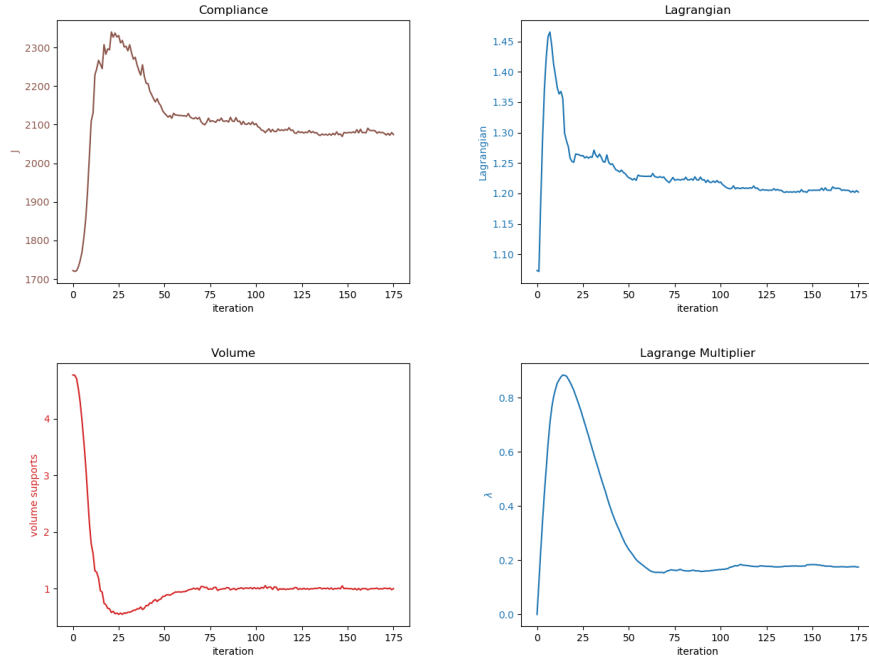 Compliance
2300
2200
2100
2000
1900
1800
1700
J
0 25 50 75 100 125 150 175
iteration
Lagrangian
1.45
1.40
1.35
1.30
1.25
1.20
1.15
1.10
Lagrangian
0 25 50 75 100 125 150 175
iteration
Volume
4
3
2
1
volume supports
0 25 50 75 100 125 150 175
iteration
Lagrange Multiplier
0.8
0.6
0.4
0.2
0.0
λ
0 25 50 75 100 125 150 175
iteration